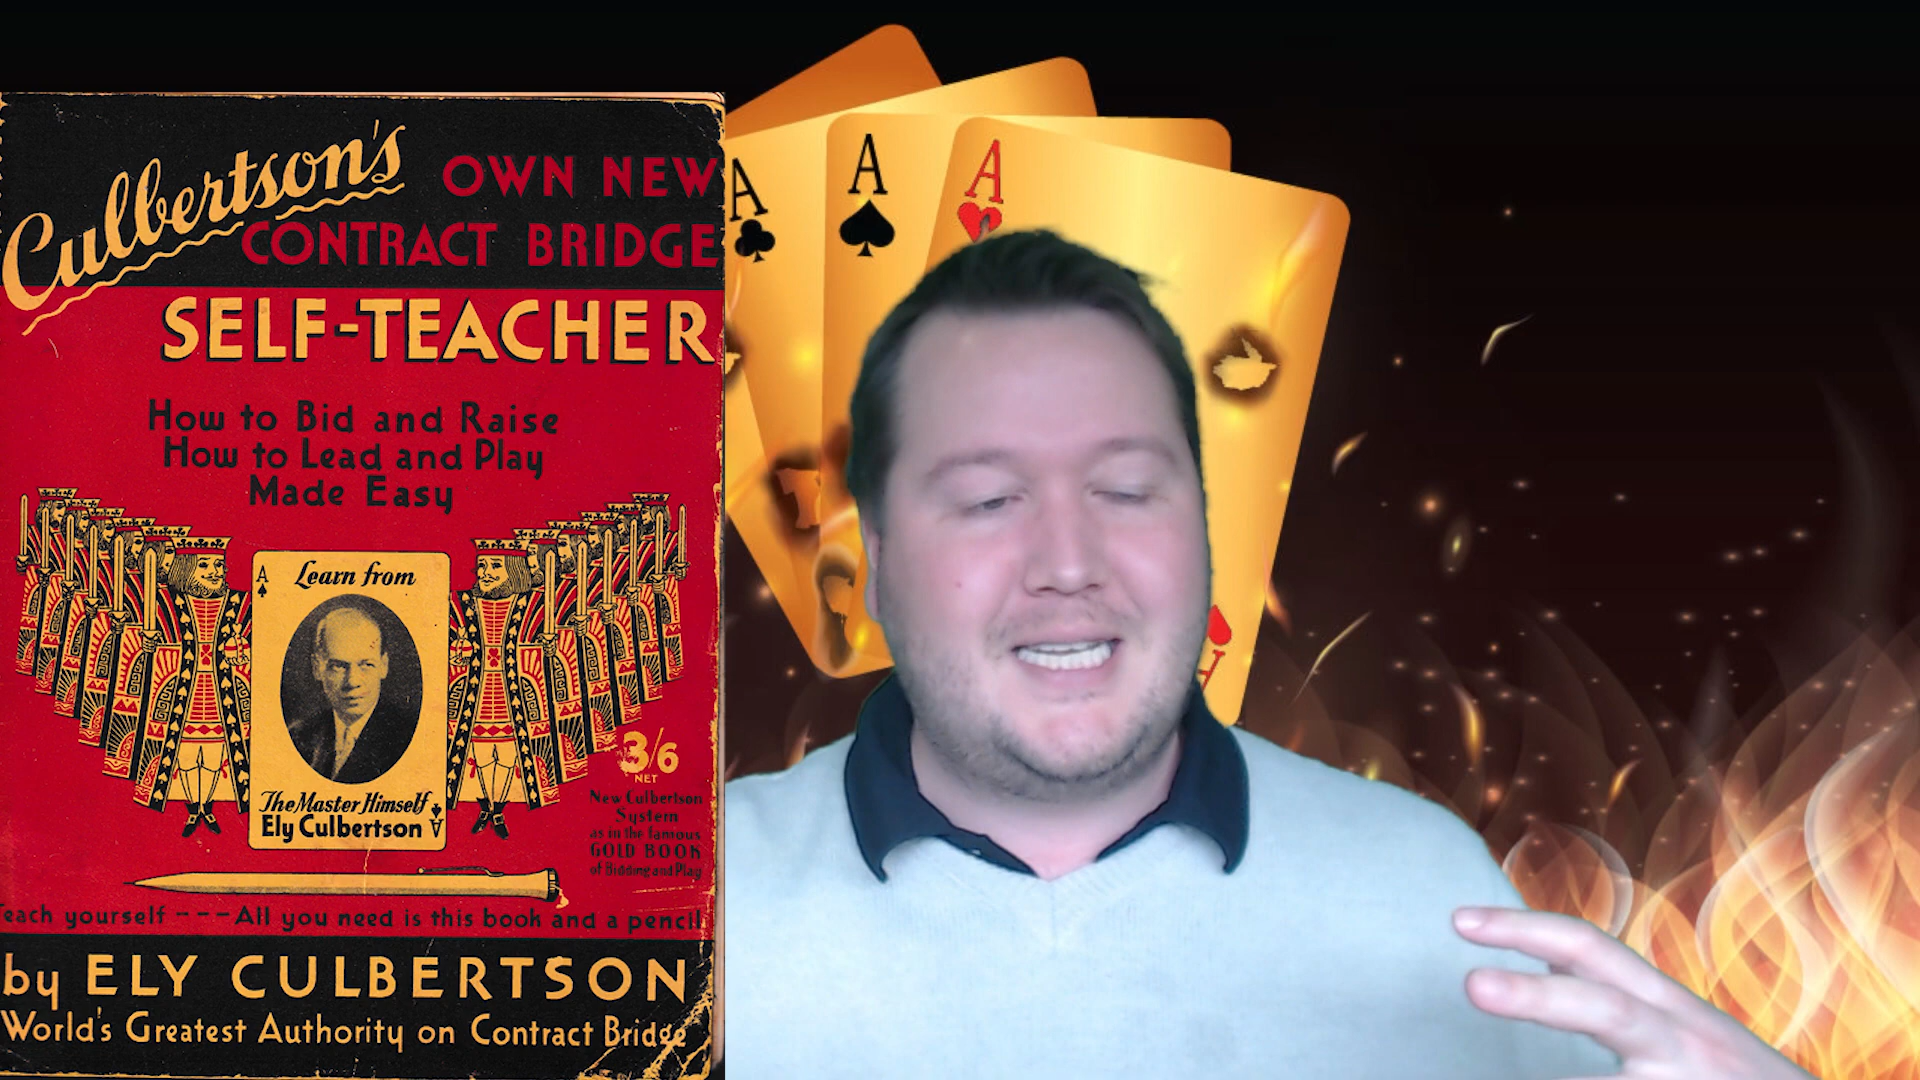 Culbertson's
OWN NEW
CONTRACT BRIDGE
SELF-TEACHER
How to Bid and Raise
How to Lead and Play
Made Easy
A
Learn from
The Master Himself
Ely Culbertson
A
3/6
NET
New Culbertson
System
as in the famous
GOLD BOOK
of Bidding and Play
Teach yourself --- All you need is this book and a pencil
by ELY CULBERTSON
World's Greatest Authority on Contract Bridge
A
A
A
A